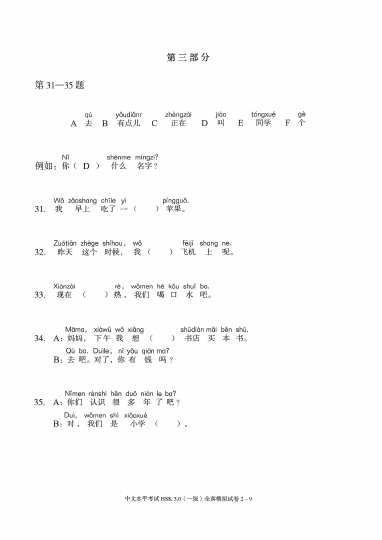 第三部分
第 31—35 题
qù yǒudiǎnr zhèngzài jiào tóngxué gè
A 去 B 有点儿 C 正在 D 叫 E 同学 F 个
Nǐ shénme míngzi?
例如：你（ D ）什么 名字？
Wǒ zǎoshang chīle yí píngguǒ.
31. 我 早上 吃了 一（ ）苹果。
Zuótiān zhège shíhou, wǒ fēijī shang ne.
32. 昨天 这个 时候，我（ ）飞机 上 呢。
Xiànzài rè, wǒmen hē kǒu shuǐ ba.
33. 现在 （ ）热，我们 喝 口 水 吧。
Māma, xiàwǔ wǒ xiǎng shūdiàn mǎi běn shū.
34. A：妈妈，下午 我 想（ ）书店 买 本 书。
Qù ba. Duìle, nǐ yǒu qián ma?
B：去 吧。对了，你 有 钱 吗？
Nǐmen rènshi hěn duō nián le ba?
35. A：你们 认识 很 多 年 了 吧？
Duì, wǒmen shì xiǎoxué
B：对，我们 是 小学（ ）。
中文水平考试 HSK 3.0（一级）全真模拟试卷 2－9